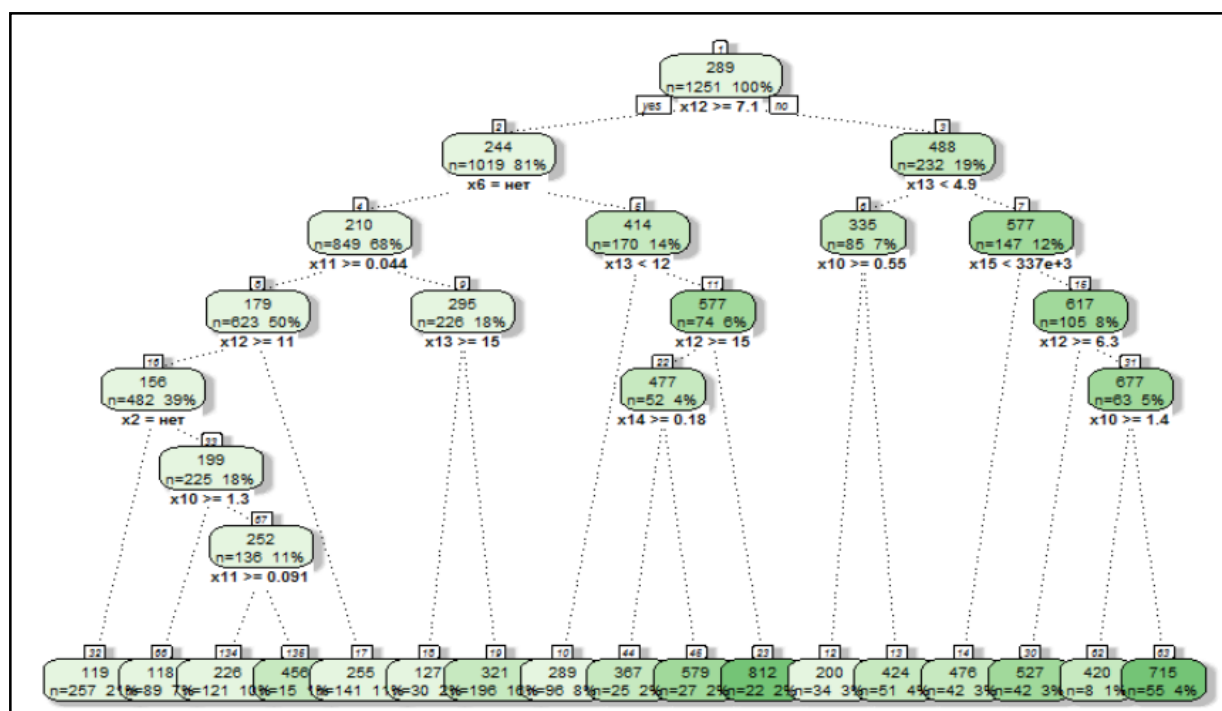 1
289
n=1251 100%
yes x12 >= 7.1 no
2
244
n=1019 81%
x6 = нет
3
488
n=232 19%
x13 < 4.9
4
210
n=849 68%
x11 >= 0.044
5
414
n=170 14%
x13 < 12
6
335
n=85 7%
x10 >= 0.55
7
577
n=147 12%
x15 < 337e+3
8
179
n=623 50%
x12 >= 11
9
295
n=226 18%
x13 >= 15
11
577
n=74 6%
x12 >= 15
15
617
n=105 8%
x12 >= 6.3
16
156
n=482 39%
x2 = нет
22
477
n=52 4%
x14 >= 0.18
31
677
n=63 5%
x10 >= 1.4
33
199
n=225 18%
x10 >= 1.3
67
252
n=136 11%
x11 >= 0.091
32
119
n=257 21%
66
118
n=89 7%
134
226
n=121 10%
135
456
n=15 1%
17
255
n=141 11%
18
127
n=30 2%
19
321
n=196 16%
10
289
n=96 8%
44
367
n=25 2%
45
579
n=27 2%
23
812
n=22 2%
12
200
n=34 3%
13
424
n=51 4%
14
476
n=42 3%
30
527
n=42 3%
62
420
n=8 1%
63
715
n=55 4%